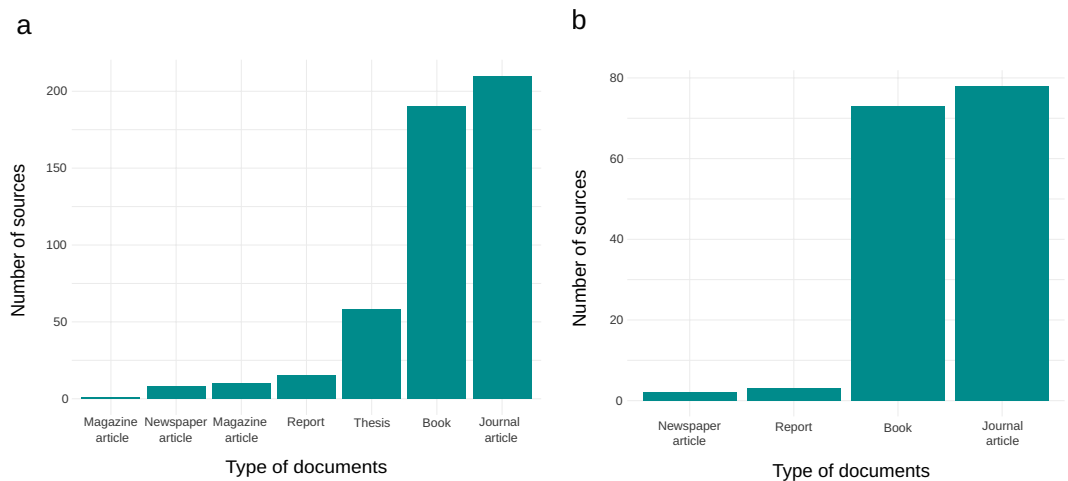 a
Number of sources
200
150
100
50
0
Magazine article
Newspaper article
Magazine article
Report
Thesis
Book
Journal article
Type of documents
b
Number of sources
80
60
40
20
0
Newspaper article
Report
Book
Journal article
Type of documents